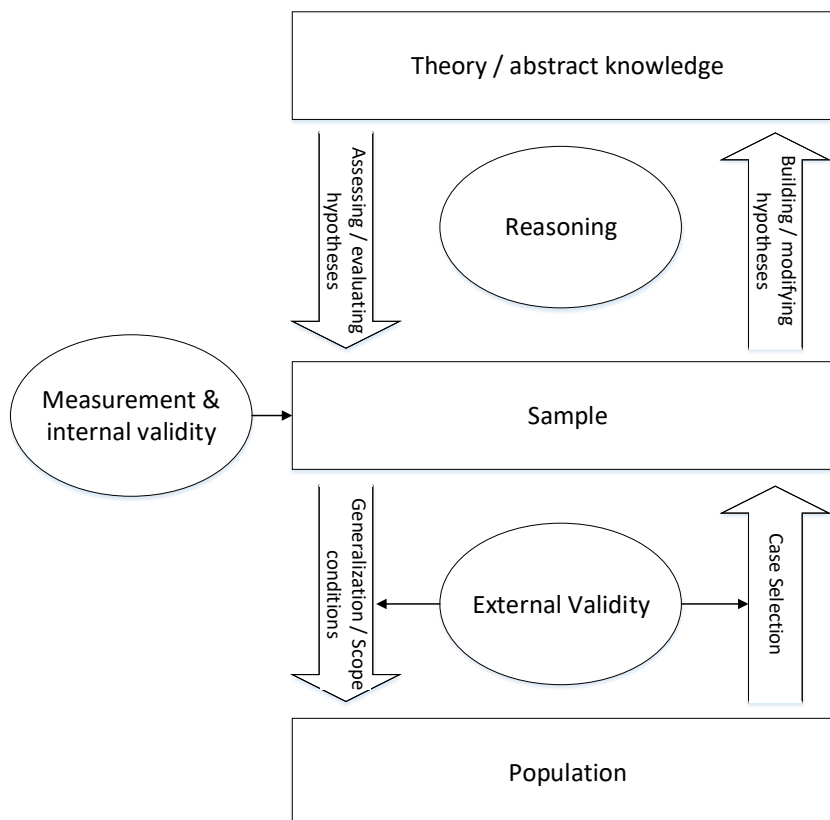 Theory / abstract knowledge
Assessing / evaluating
hypotheses
Reasoning
Building / modifying
hypotheses
Measurement &
internal validity
Sample
Generalization / Scope
conditions
External Validity
Case Selection
Population